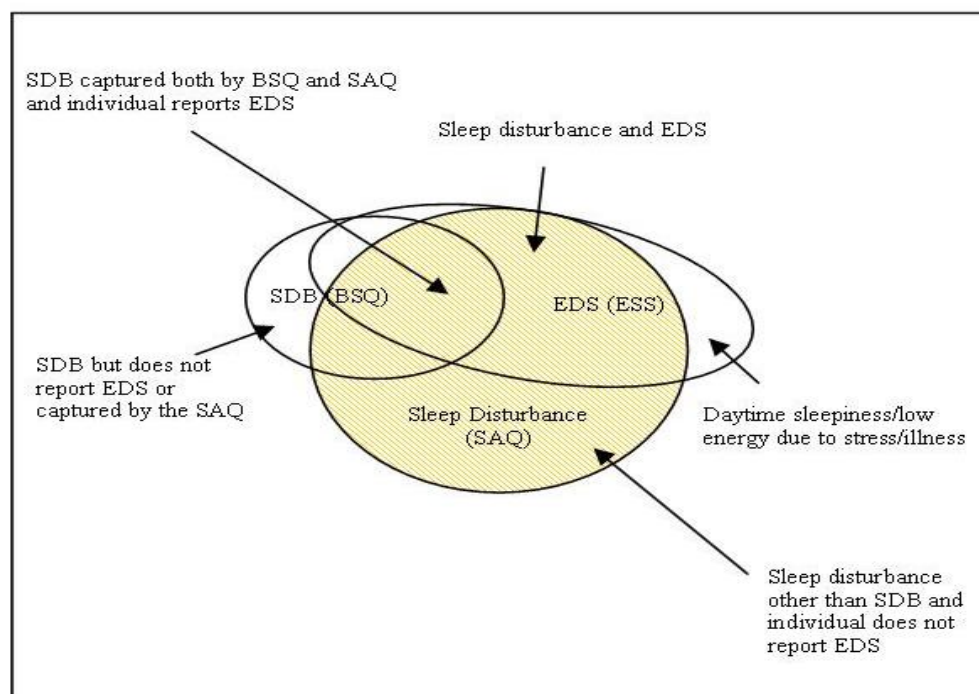 SDB captured both by BSQ and SAQ
and individual reports EDS
Sleep disturbance and EDS
SDB (BSQ)
EDS (ESS)
SDB but does not
report EDS or
captured by the SAQ
Sleep Disturbance
(SAQ)
Daytime sleepiness/low
energy due to stress/illness
Sleep disturbance
other than SDB and
individual does not
report EDS